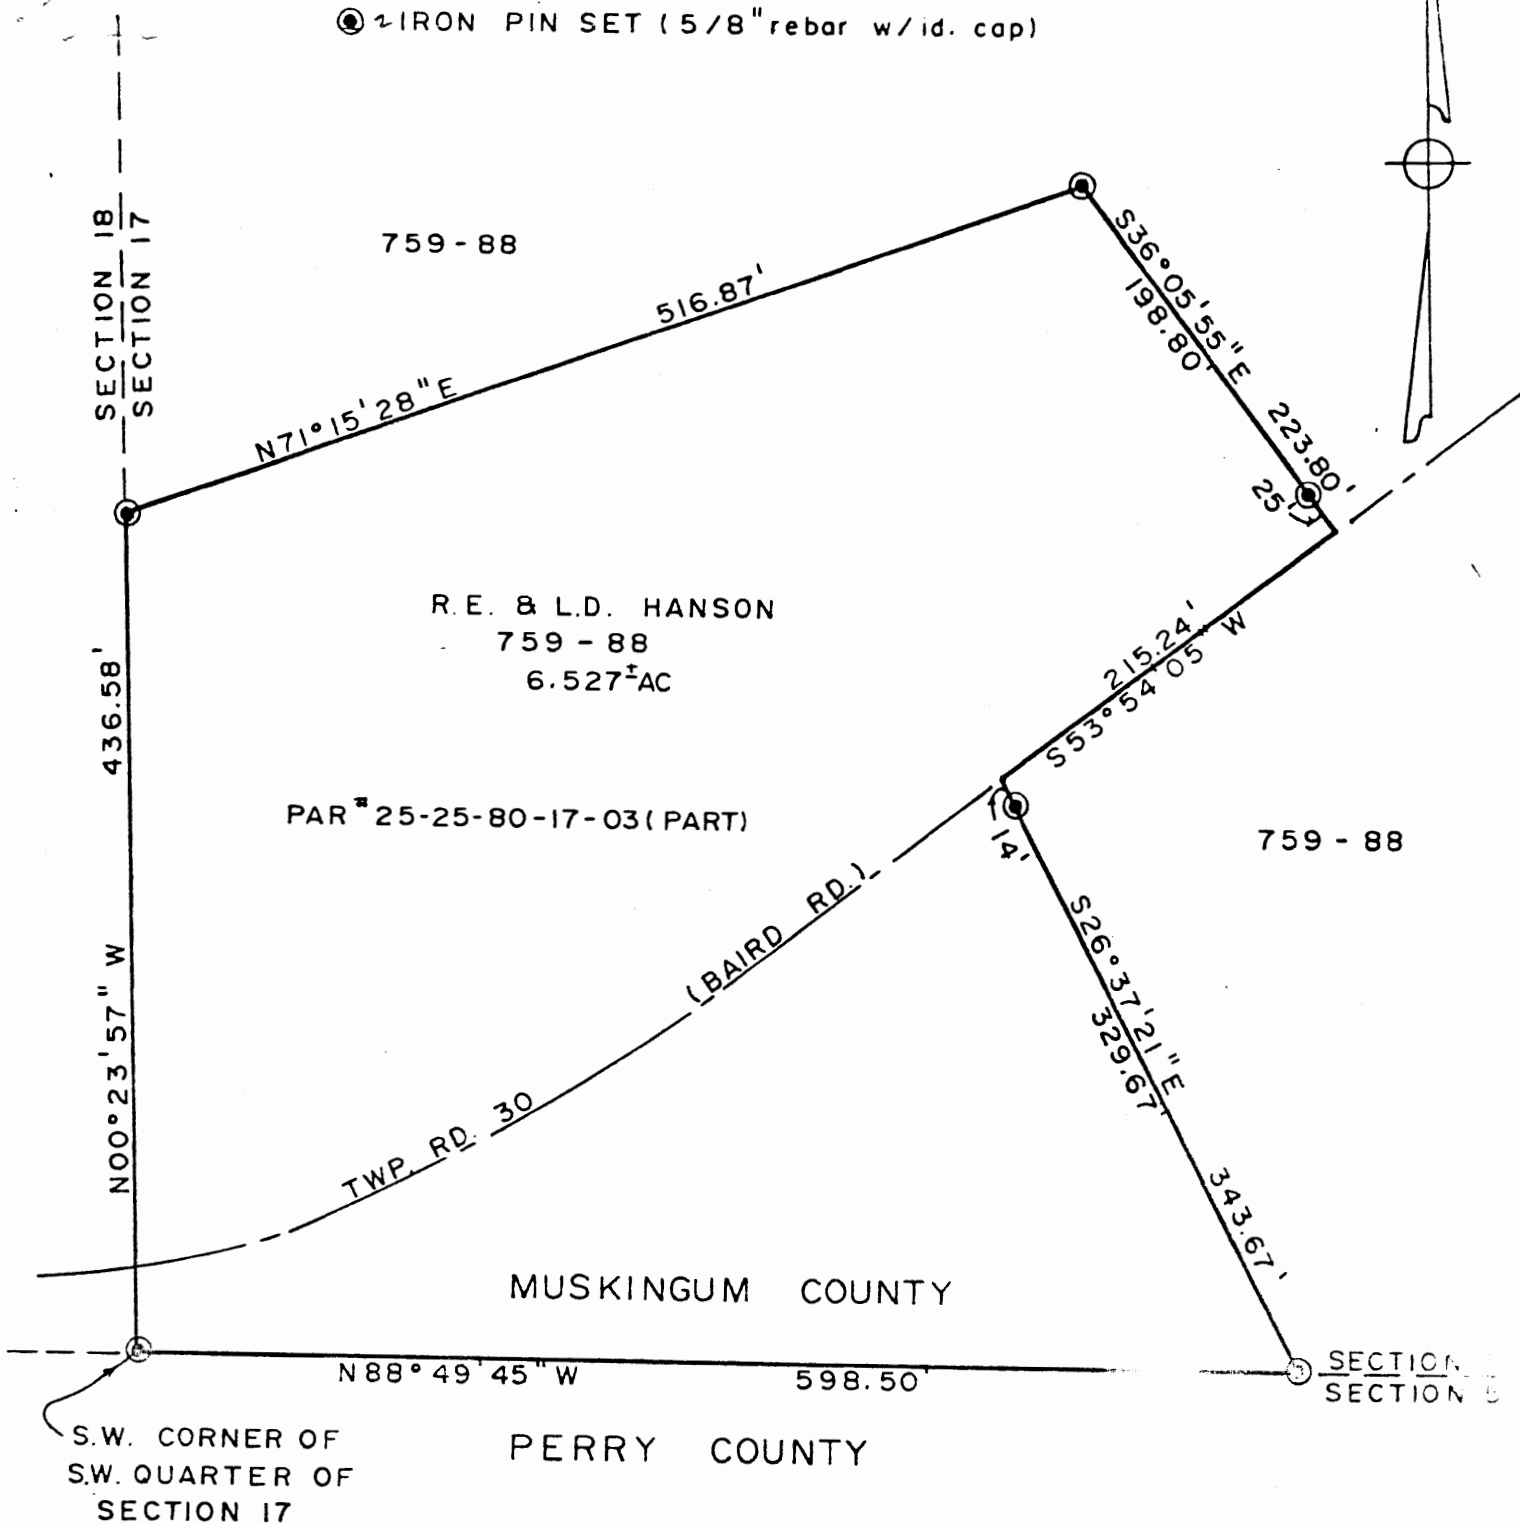 IRON PIN SET (5/8" rebar w/id. cap)
SECTION 18
SECTION 17
759-88
N71°15'28"E
516.87'
S36°05'55"E
198.80'
223.80'
25'
R.E. & L.D. HANSON
759-88
6.527±AC
PAR# 25-25-80-17-03(PART)
436.58'
N00°23'57" W
215.24'
S53°54'05" W
14'
759-88
S26°37'21"E
329.67'
343.67'
TWP. RD. 30 (BAIRD RD.)
MUSKINGUM COUNTY
N88°49'45"W
598.50'
SECTION
SECTION
S.W. CORNER OF
S.W. QUARTER OF
SECTION 17
PERRY COUNTY